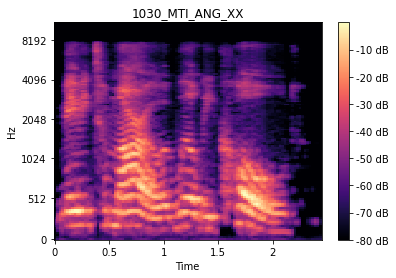 1030_MTI_ANG_XX
8192
4096
2048
1024
512
0
Hz
0 0.5 1 1.5 2
Time
-10 dB
-20 dB
-30 dB
-40 dB
-50 dB
-60 dB
-70 dB
-80 dB